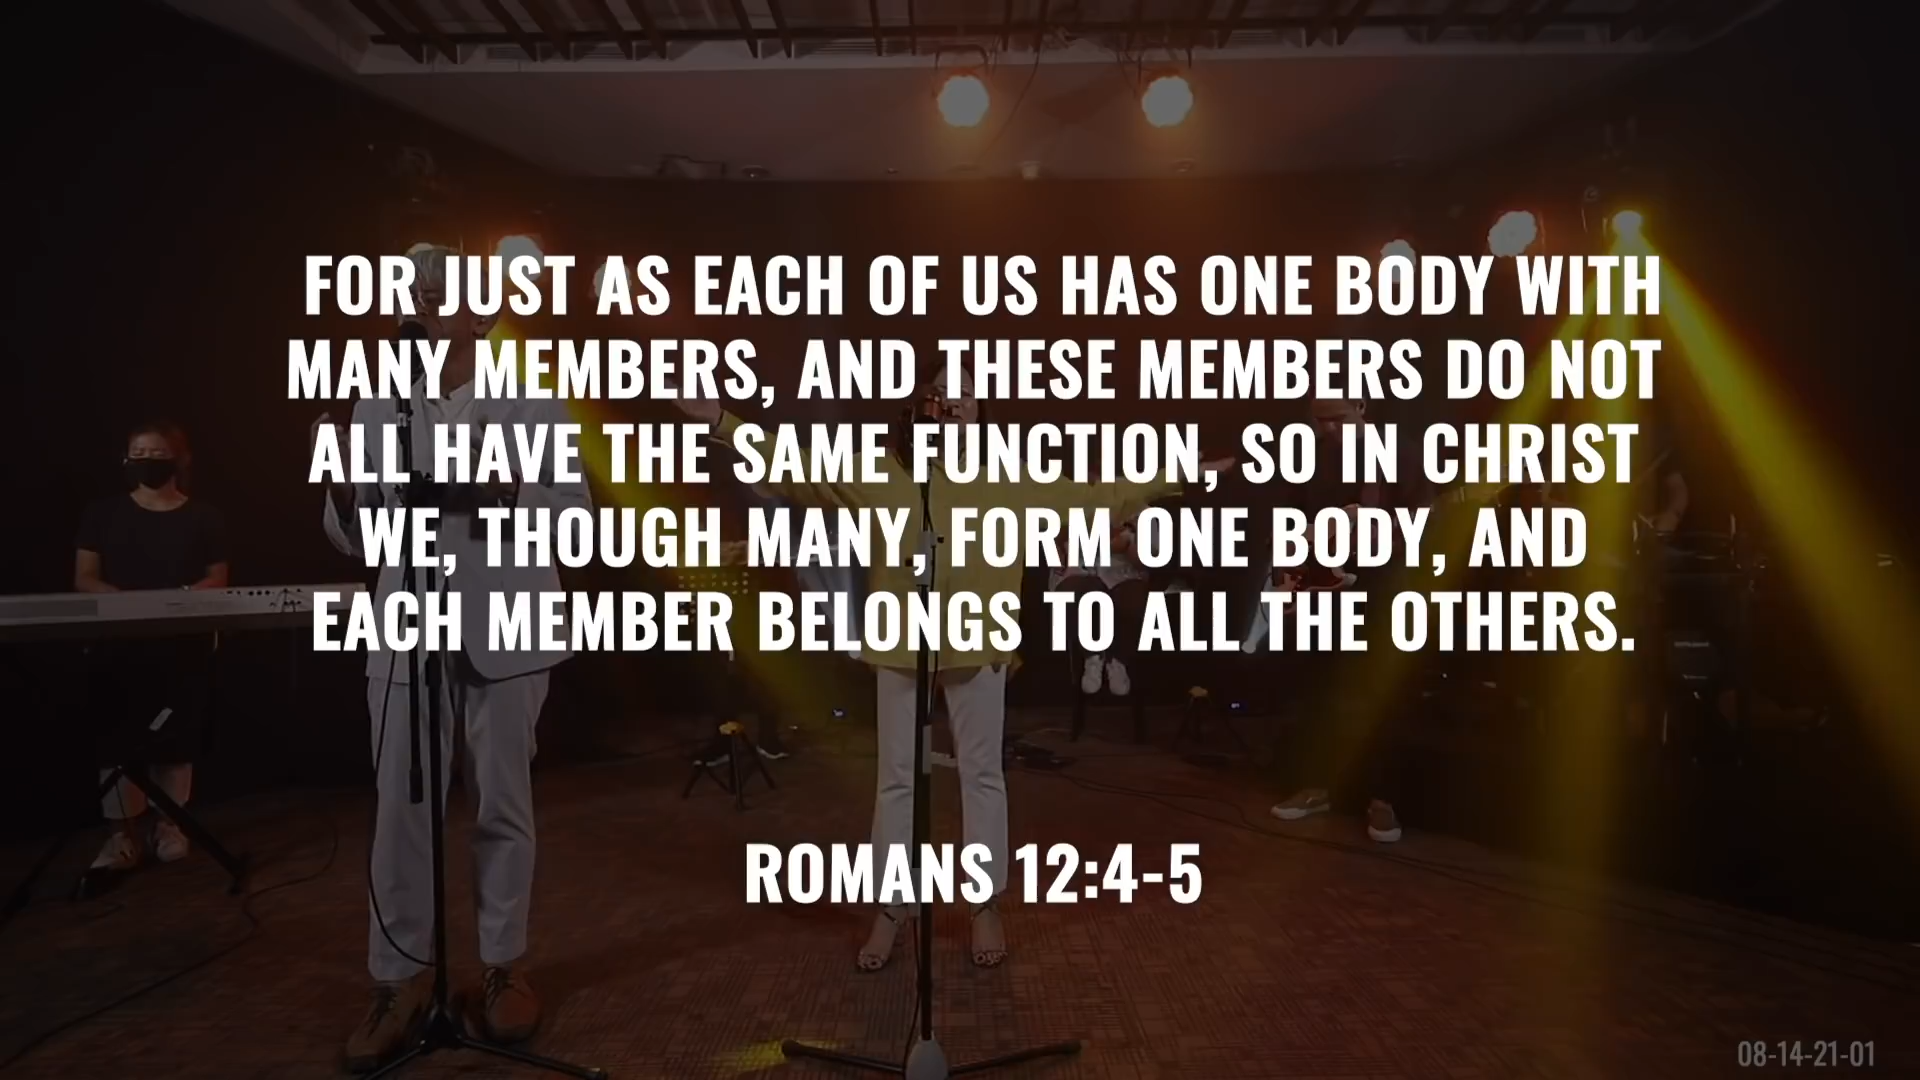 FOR JUST AS EACH OF US HAS ONE BODY WITH
MANY MEMBERS, AND THESE MEMBERS DO NOT
ALL HAVE THE SAME FUNCTION, SO IN CHRIST
WE, THOUGH MANY, FORM ONE BODY, AND
EACH MEMBER BELONGS TO ALL THE OTHERS.
ROMANS 12:4-5
08-14-21-01